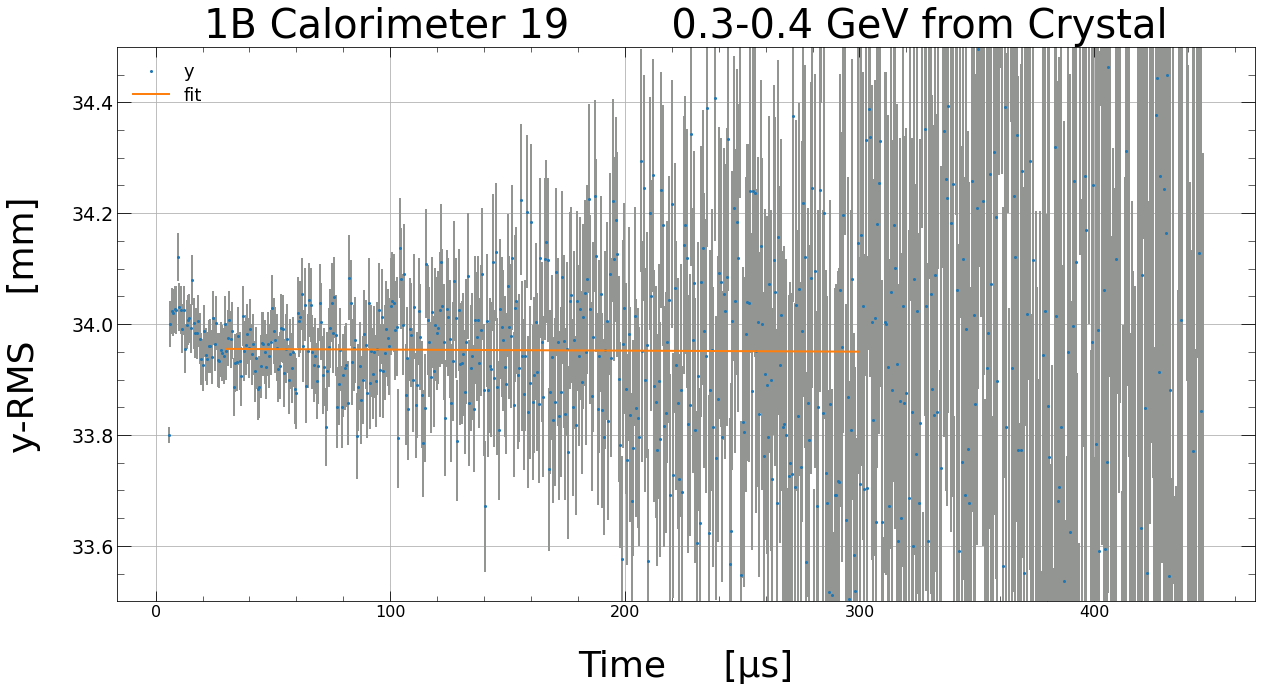 1B Calorimeter 19 0.3-0.4 GeV from Crystal
y
fit
34.4
34.2
34.0
33.8
33.6
y-RMS [mm]
0 100 200 300 400
Time [µs]